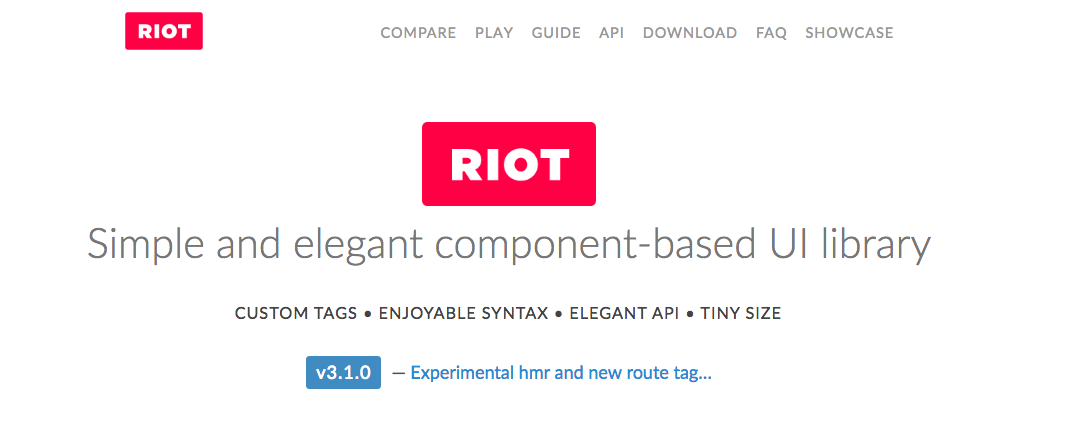 RIOT COMPARE PLAY GUIDE API DOWNLOAD FAQ SHOWCASE
RIOT
Simple and elegant component-based UI library
CUSTOM TAGS • ENJOYABLE SYNTAX • ELEGANT API • TINY SIZE
v3.1.0 — Experimental hmr and new route tag...